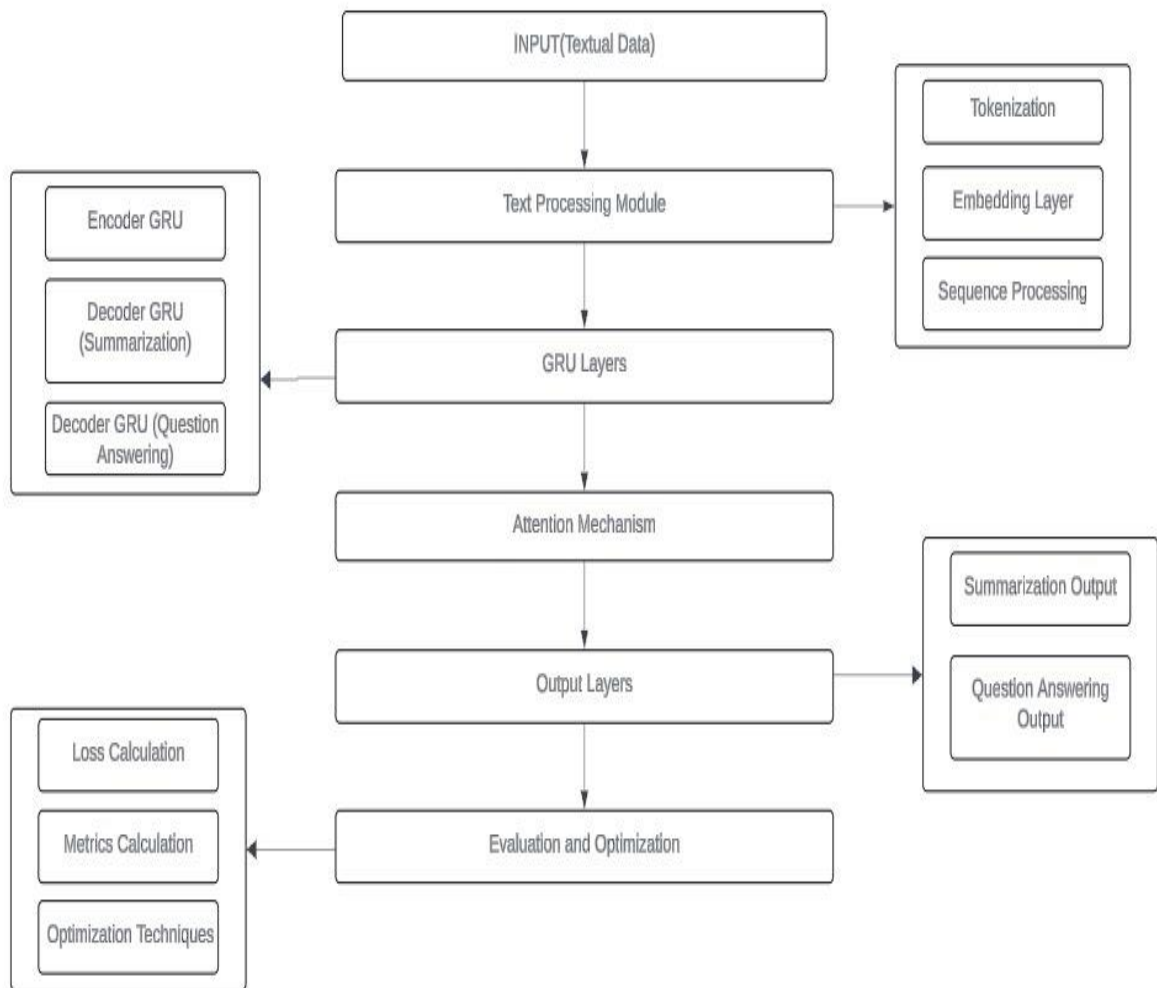 INPUT(Textual Data)
Tokenization
Embedding Layer
Sequence Processing
Text Processing Module
Encoder GRU
Decoder GRU
(Summarization)
Decoder GRU (Question
Answering)
GRU Layers
Attention Mechanism
Summarization Output
Question Answering
Output
Output Layers
Loss Calculation
Metrics Calculation
Optimization Techniques
Evaluation and Optimization